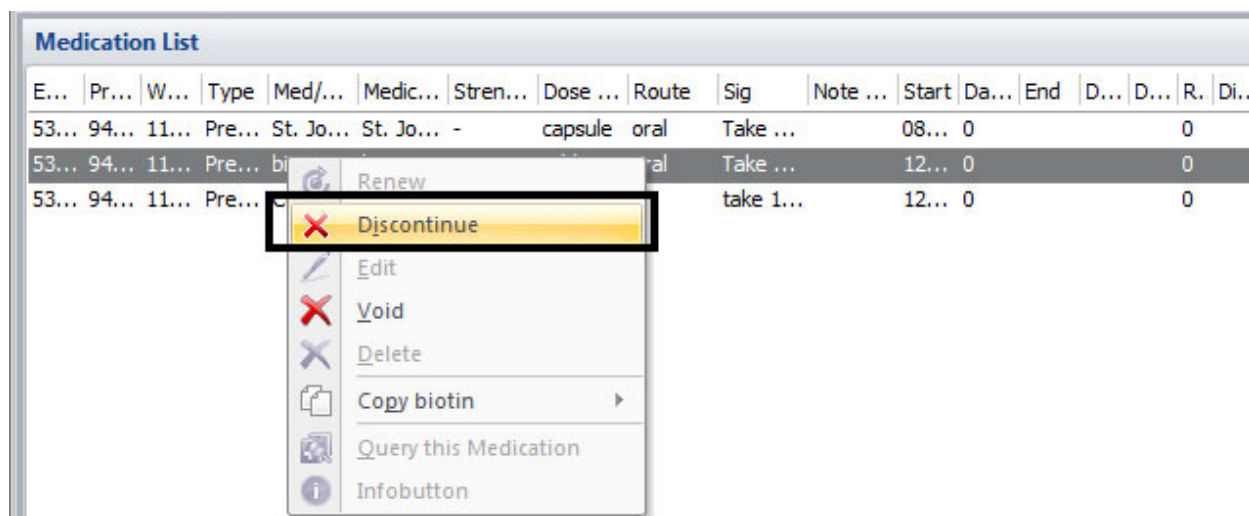 Medication List
E... Pr... W... Type Med/... Medic... Stren... Dose ... Route Sig Note ... Start Da... End D... D... R.. Di...
53... 94... 11... Pre... St. Jo... St. Jo... - capsule oral Take ... 08... 0 0
53... 94... 11... Pre... Take ... 12... 0 0
53... 94... 11... Pre... take 1... 12... 0 0
Renew
Discontinue
Edit
Void
Delete
Copy biotin
Query this Medication
Infobutton